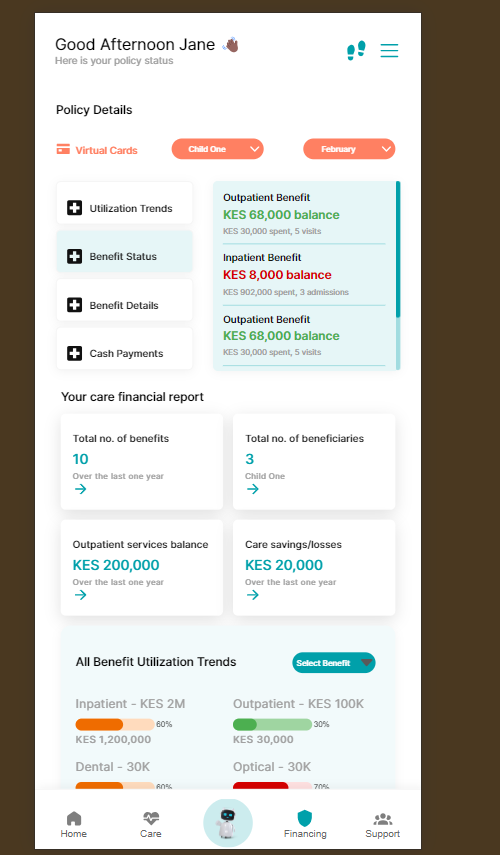 Good Afternoon Jane
Here is your policy status
Policy Details
Virtual Cards
Child One
February
Utilization Trends
Benefit Status
Benefit Details
Cash Payments
Outpatient Benefit
KES 68,000 balance
KES 30,000 spent, 5 visits
Inpatient Benefit
KES 8,000 balance
KES 902,000 spent, 3 admissions
Outpatient Benefit
KES 68,000 balance
KES 30,000 spent, 5 visits
Your care financial report
Total no. of benefits
10
Over the last one year
Total no. of beneficiaries
3
Child One
Outpatient services balance
KES 200,000
Over the last one year
Care savings/losses
KES 20,000
Over the last one year
All Benefit Utilization Trends
Select Benefit
Inpatient - KES 2M
60%
KES 1,200,000
Outpatient - KES 100K
30%
KES 30,000
Dental - 30K
60%
Optical - 30K
70%
Home
Care
Financing
Support